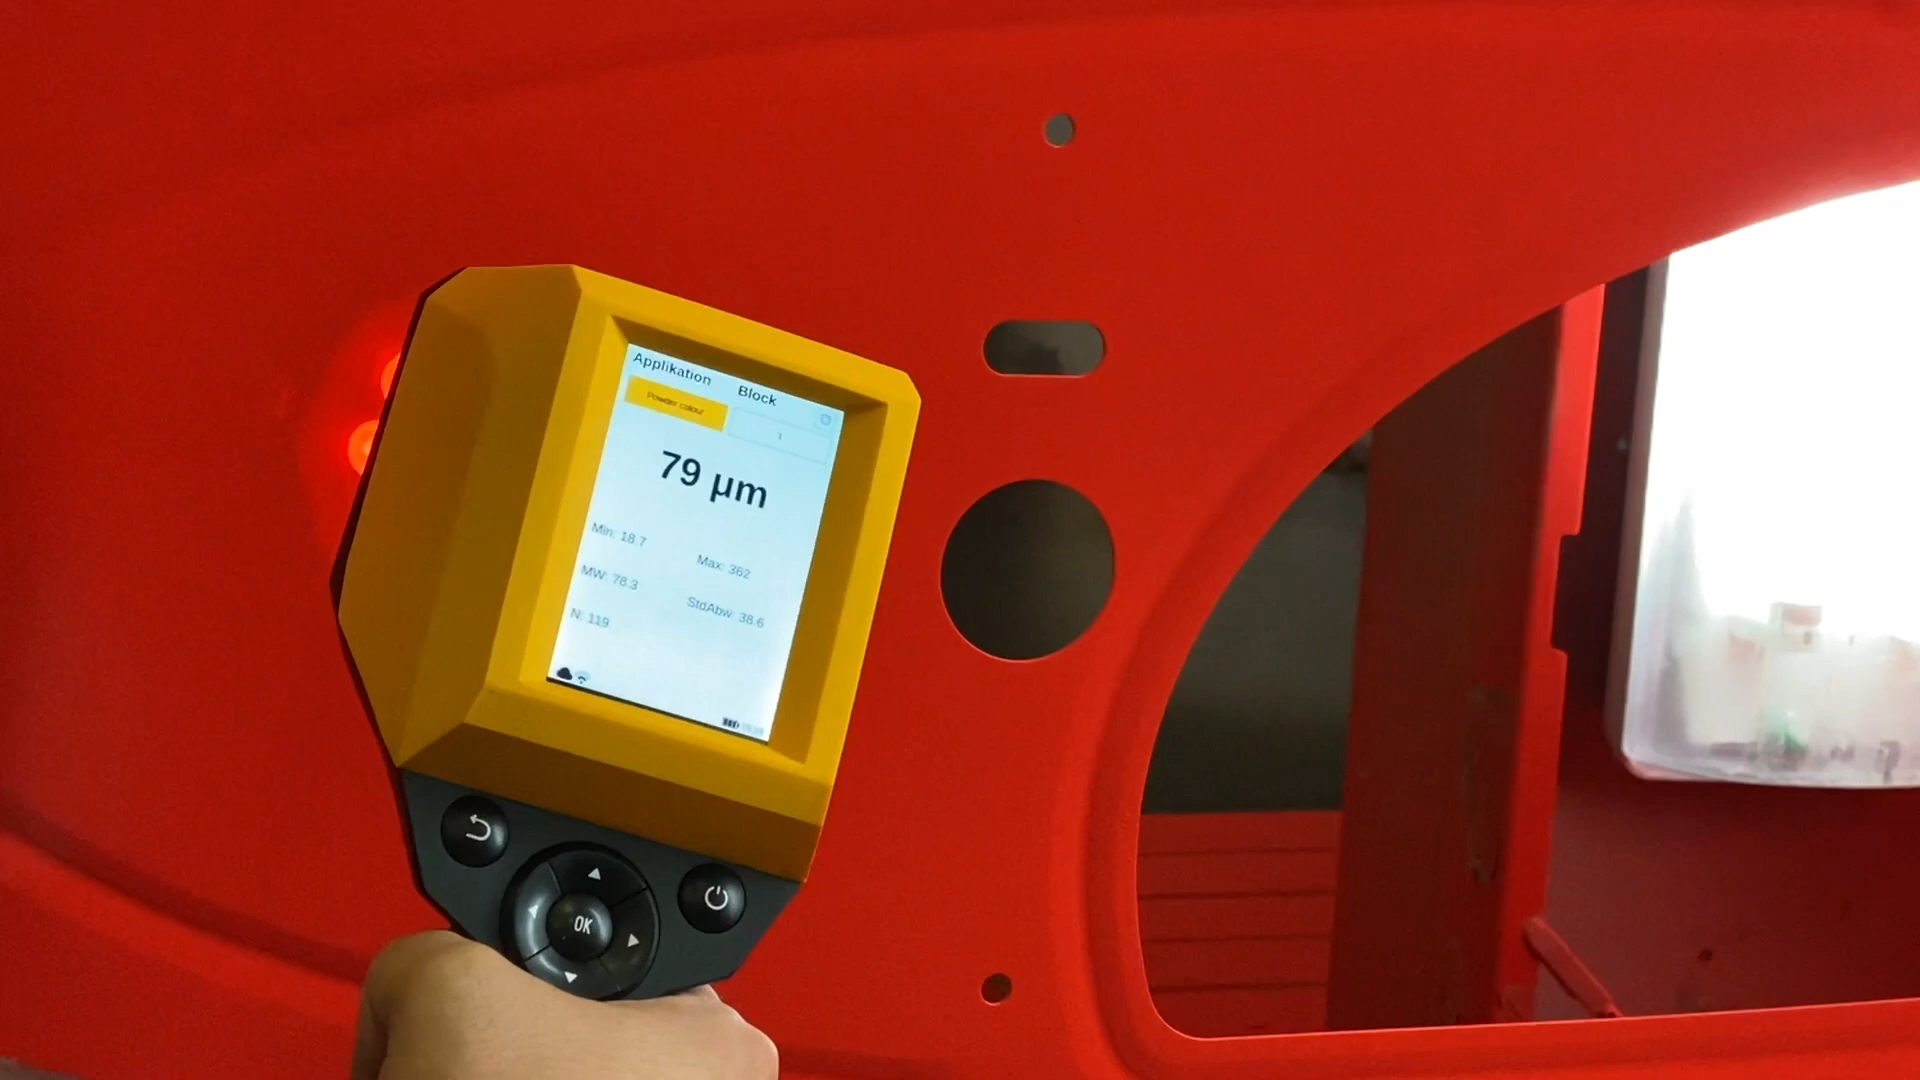 Applikation Block
Powder colour 1
79 µm
Min: 18.7 Max: 362
MW: 78.3 StdAbw: 38.6
N: 119
OK